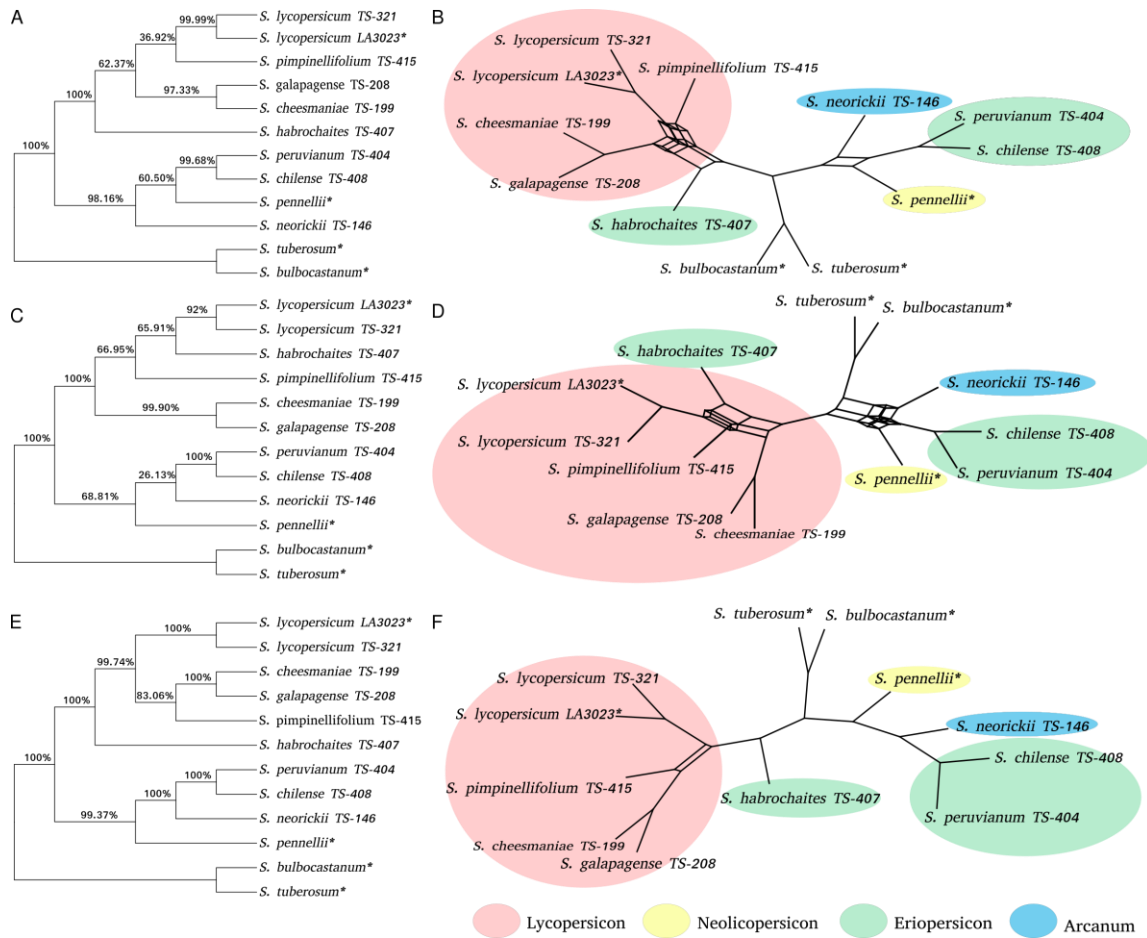 A
99.99%
S. lycopersicum TS-321
36.92%
S. lycopersicum LA3023*
62.37%
S. pimpinellifolium TS-415
97.33%
S. galapagense TS-208
100%
S. cheesmaniae TS-199
S. habrochaites TS-407
100%
99.68%
S. peruvianum TS-404
60.50%
S. chilense TS-408
98.16%
S. pennellii*
S. neorickii TS-146
S. tuberosum*
S. bulbocastanum*
B
S. lycopersicum TS-321
S. lycopersicum LA3023*
S. pimpinellifolium TS-415
S. cheesmaniae TS-199
S. galapagense TS-208
S. habrochaites TS-407
S. bulbocastanum*
S. tuberosum*
S. neorickii TS-146
S. peruvianum TS-404
S. chilense TS-408
S. pennellii*
C
92%
S. lycopersicum LA3023*
65.91%
S. lycopersicum TS-321
66.95%
S. habrochaites TS-407
S. pimpinellifolium TS-415
100%
99.90%
S. cheesmaniae TS-199
S. galapagense TS-208
100%
100%
S. peruvianum TS-404
26.13%
S. chilense TS-408
68.81%
S. neorickii TS-146
S. pennellii*
S. bulbocastanum*
S. tuberosum*
D
S. tuberosum*
S. bulbocastanum*
S. habrochaites TS-407
S. lycopersicum LA3023*
S. lycopersicum TS-321
S. pimpinellifolium TS-415
S. galapagense TS-208
S. cheesmaniae TS-199
S. neorickii TS-146
S. chilense TS-408
S. peruvianum TS-404
S. pennellii*
E
100%
S. lycopersicum LA3023*
S. lycopersicum TS-321
99.74%
100%
S. cheesmaniae TS-199
83.06%
S. galapagense TS-208
100%
S. pimpinellifolium TS-415
S. habrochaites TS-407
100%
100%
S. peruvianum TS-404
100%
S. chilense TS-408
99.37%
S. neorickii TS-146
S. pennellii*
S. bulbocastanum*
S. tuberosum*
F
S. tuberosum*
S. bulbocastanum*
S. lycopersicum TS-321
S. lycopersicum LA3023*
S. pimpinellifolium TS-415
S. cheesmaniae TS-199
S. galapagense TS-208
S. habrochaites TS-407
S. pennellii*
S. neorickii TS-146
S. chilense TS-408
S. peruvianum TS-404
Lycopersicon
Neolicopersicon
Eriopersicon
Arcanum